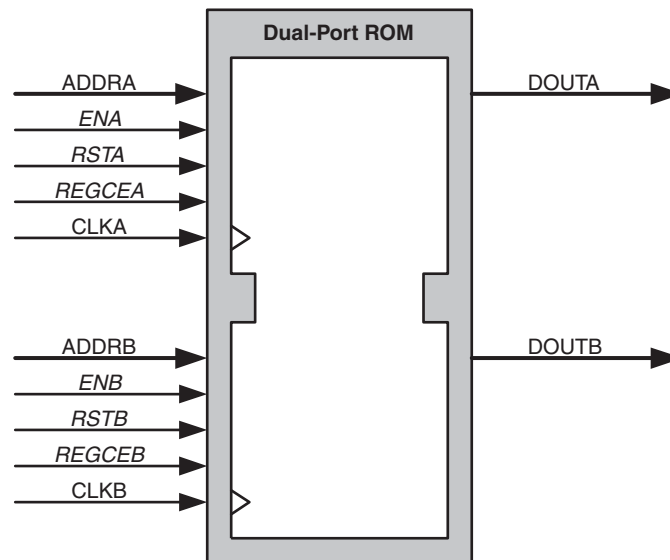 Dual-Port ROM
ADDRA
ENA
RSTA
REGCEA
CLKA
DOUTA
ADDRB
ENB
RSTB
REGCEB
CLKB
DOUTB